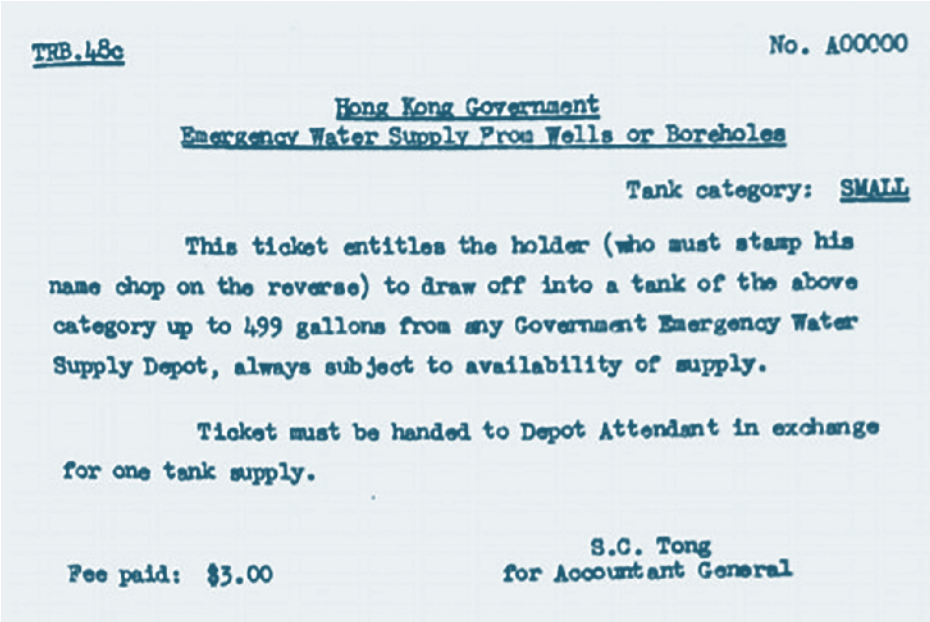 TRB.48c
No. A00000
Hong Kong Government
Emergency Water Supply From Wells or Boreholes
Tank category: SMALL
This ticket entitles the holder (who must stamp his
name chop on the reverse) to draw off into a tank of the above
category up to 499 gallons from any Government Emergency Water
Supply Depot, always subject to availability of supply.
Ticket must be handed to Depot Attendant in exchange
for one tank supply.
S.C. Tong
Fee paid: $3.00
for Accountant General